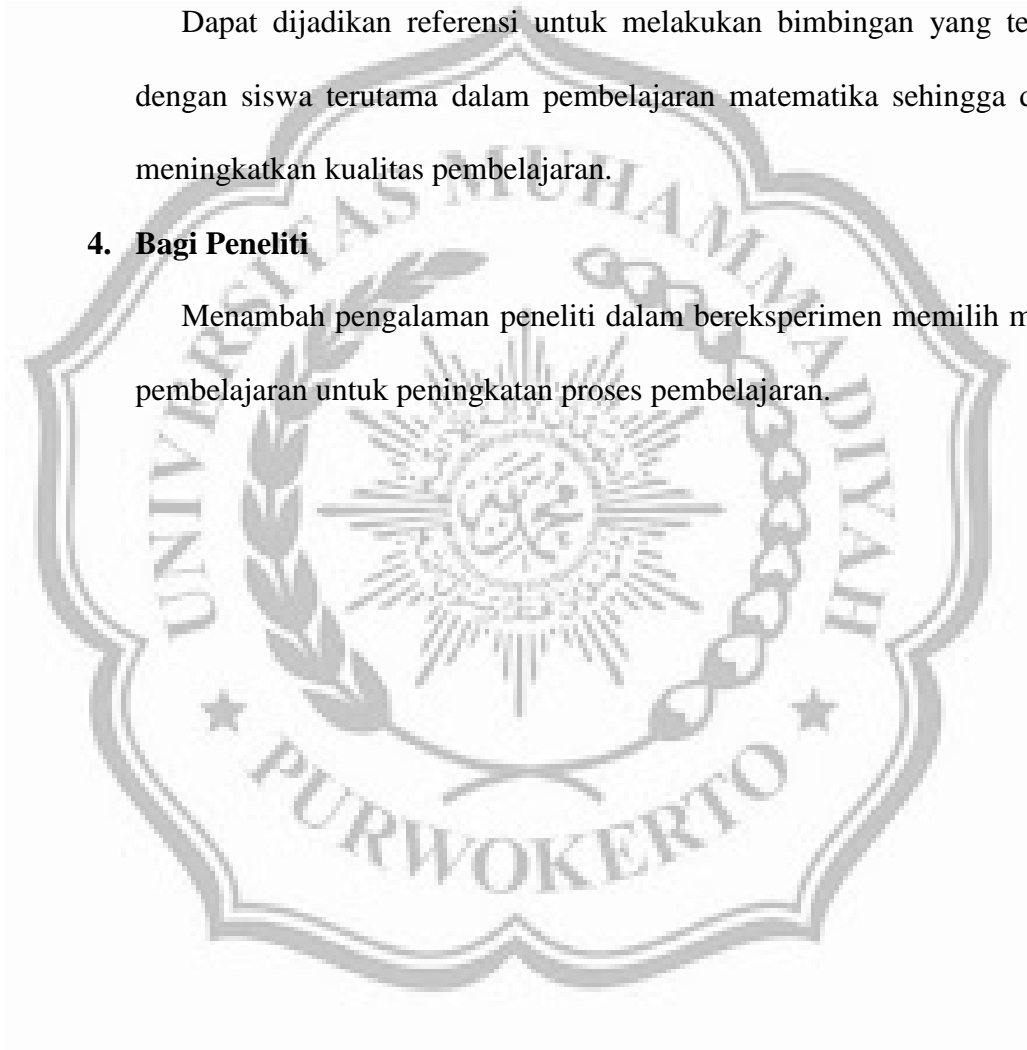 Dapat dijadikan referensi untuk melakukan bimbingan yang te
dengan siswa terutama dalam pembelajaran matematika sehingga d
meningkatkan kualitas pembelajaran.
4. Bagi Peneliti
Menambah pengalaman peneliti dalam bereksperimen memilih m
pembelajaran untuk peningkatan proses pembelajaran.
UNIVERSITAS MUHAMMADIYAH
PURWOKERTO